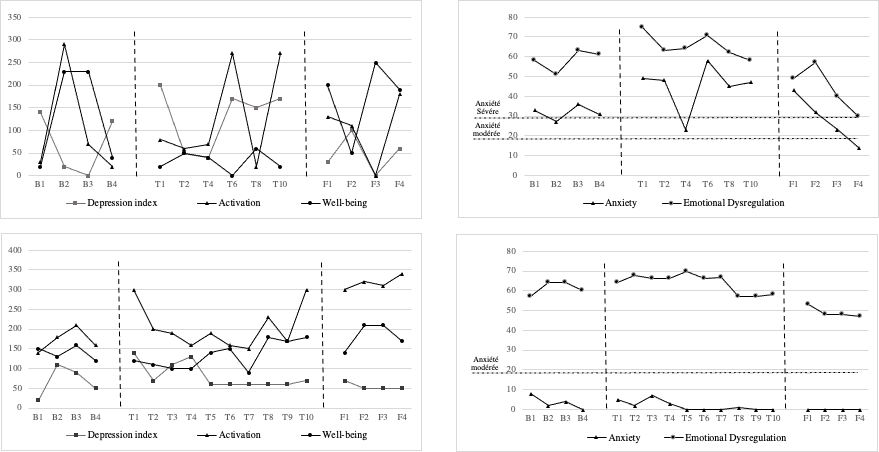 350
300
250
200
150
100
50
0
B1 B2 B3 B4 T1 T2 T4 T6 T8 T10 F1 F2 F3 F4
Depression index Activation Well-being
80
70
60
50
40
30
20
10
0
Anxiété
Sévère
Anxiété
modérée
B1 B2 B3 B4 T1 T2 T4 T6 T8 T10 F1 F2 F3 F4
Anxiety Emotional Dysregulation
400
350
300
250
200
150
100
50
0
B1 B2 B3 B4 T1 T2 T3 T4 T5 T6 T7 T8 T9 T10 F1 F2 F3 F4
Depression index Activation Well-being
80
70
60
50
40
30
20
10
0
Anxiété
modérée
B1 B2 B3 B4 T1 T2 T3 T4 T5 T6 T7 T8 T9 T10 F1 F2 F3 F4
Anxiety Emotional Dysregulation